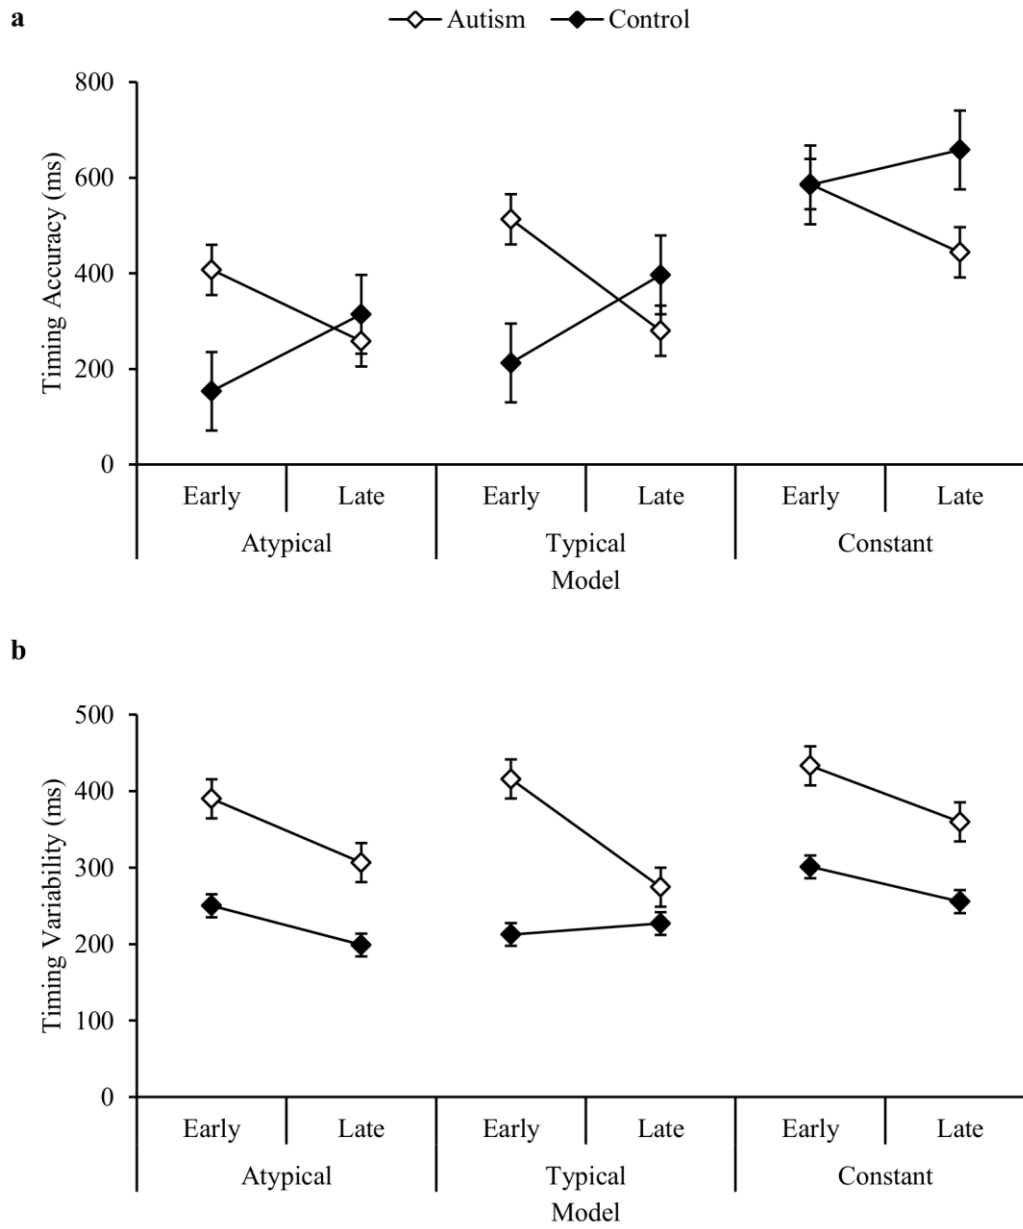 a
Autism Control
Timing Accuracy (ms)
800
600
400
200
0
Early Late Early Late Early Late
Atypical Typical Constant
Model
b
Timing Variability (ms)
500
400
300
200
100
0
Early Late Early Late Early Late
Atypical Typical Constant
Model